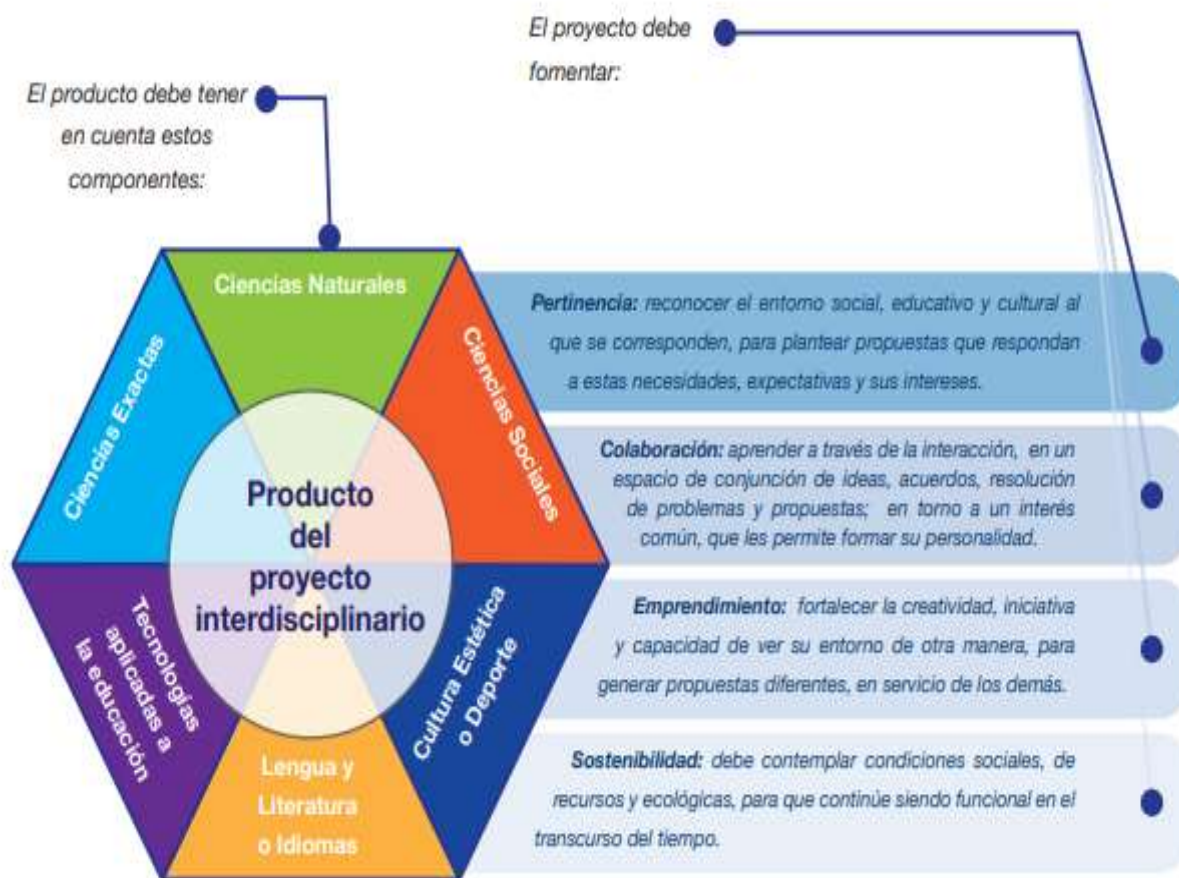 El proyecto debe
fomentar:
El producto debe tener
en cuenta estos
componentes:
Ciencias Naturales
Ciencias Exactas
Ciencias Sociales
Producto
del
proyecto
interdisciplinario
Tecnologías
aplicadas a
la educación
Lengua y
Literatura
o Idiomas
Cultura Estética
o Deporte
Pertinencia: reconocer el entorno social, educativo y cultural al
que se corresponden, para plantear propuestas que respondan
a estas necesidades, expectativas y sus intereses.
Colaboración: aprender a través de la interacción, en un
espacio de conjunción de ideas, acuerdos, resolución
de problemas y propuestas; en torno a un interés
común, que les permite formar su personalidad.
Emprendimiento: fortalecer la creatividad, iniciativa
y capacidad de ver su entorno de otra manera, para
generar propuestas diferentes, en servicio de los demás.
Sostenibilidad: debe contemplar condiciones sociales, de
recursos y ecológicas, para que continúe siendo funcional en el
transcurso del tiempo.